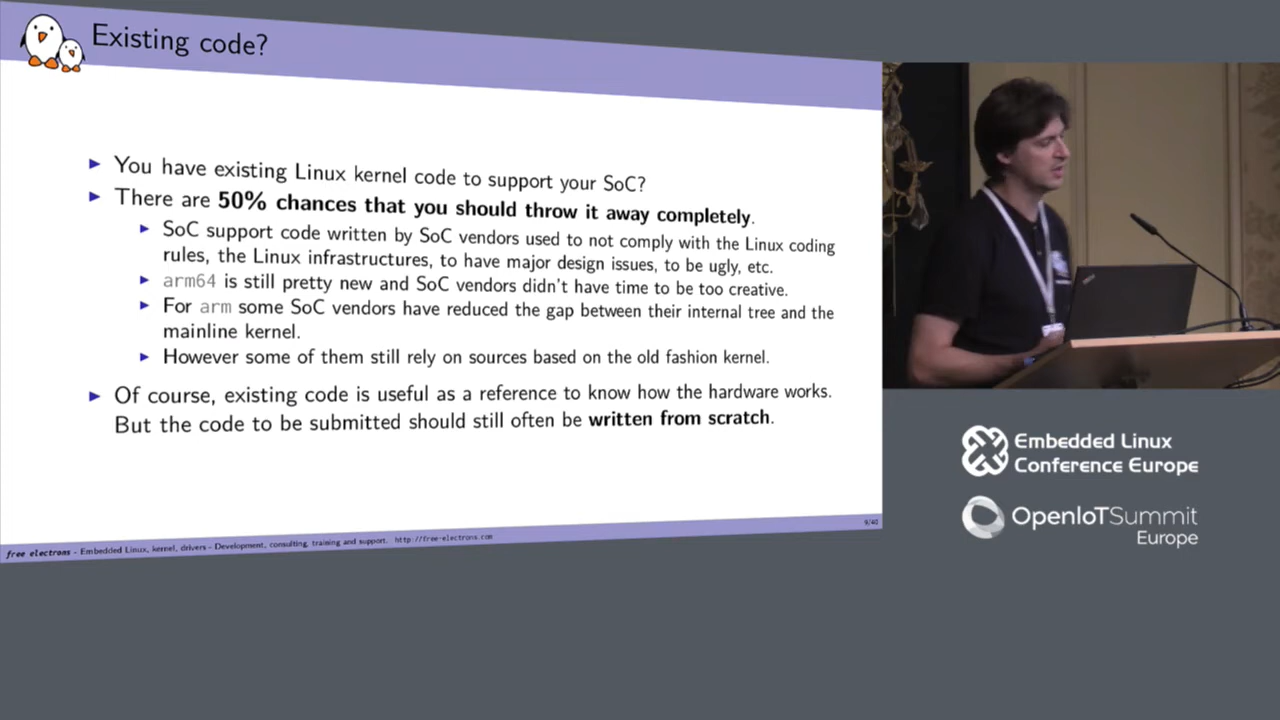 Existing code?
You have existing Linux kernel code to support your SoC?
There are 50% chances that you should throw it away completely.
SoC support code written by SoC vendors used to not comply with the Linux coding
rules, the Linux infrastructures, to have major design issues, to be ugly, etc.
arm64 is still pretty new and SoC vendors didn't have time to be too creative.
For arm some SoC vendors have reduced the gap between their internal tree and the
mainline kernel.
However some of them still rely on sources based on the old fashion kernel.
Of course, existing code is useful as a reference to know how the hardware works.
But the code to be submitted should still often be written from scratch.
free electrons - Embedded Linux, kernel, drivers - Development, consulting, training and support. http://free-electrons.com
9/40
Embedded Linux
Conference Europe
OpenIoTSummit
Europe